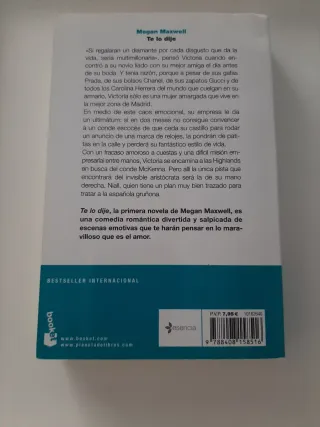 Megan Maxwell
Te lo dije
«Si regalaran un diamante por cada disgusto que da la
vida, sería multimillonaria», pensó Victoria cuando en-
contró a su novio liado con su mejor amiga el día antes
de su boda. Y tenía razón, porque a pesar de sus gafas
Prada, de sus bolsos Chanel, de sus zapatos Gucci y de
todos los Carolina Herrera del mundo que cuelgan en su
armario, Victoria sólo es una mujer amargada que vive en
la mejor zona de Madrid.
En medio de este caos emocional, su empresa le da
un ultimátum: si en dos meses no consigue convencer
a un conde escocés de que ceda su castillo para rodar
un anuncio de una marca de relojes, la pondrán de pati-
tas en la calle y perderá su fantástico estilo de vida.
Con un fracaso amoroso a cuestas y una difícil misión em-
presarial entre manos, Victoria se encamina a las Highlands
en busca del conde McKenna. Pero allí la única pista que
encontrará del invisible aristócrata será la de su mano
derecha, Niall, quien tiene un plan muy bien trazado para
tratar a la española gruñona.
Te lo dije, la primera novela de Megan Maxwell, es
una comedia romántica divertida y salpicada de
escenas emotivas que te harán pensar en lo mara-
villoso que es el amor.
BESTSELLER INTERNACIONAL
booket
www.booket.com
www.planetadelibros.com
ESENCIA
P.V.P. 7,95 €
9 788408 158516